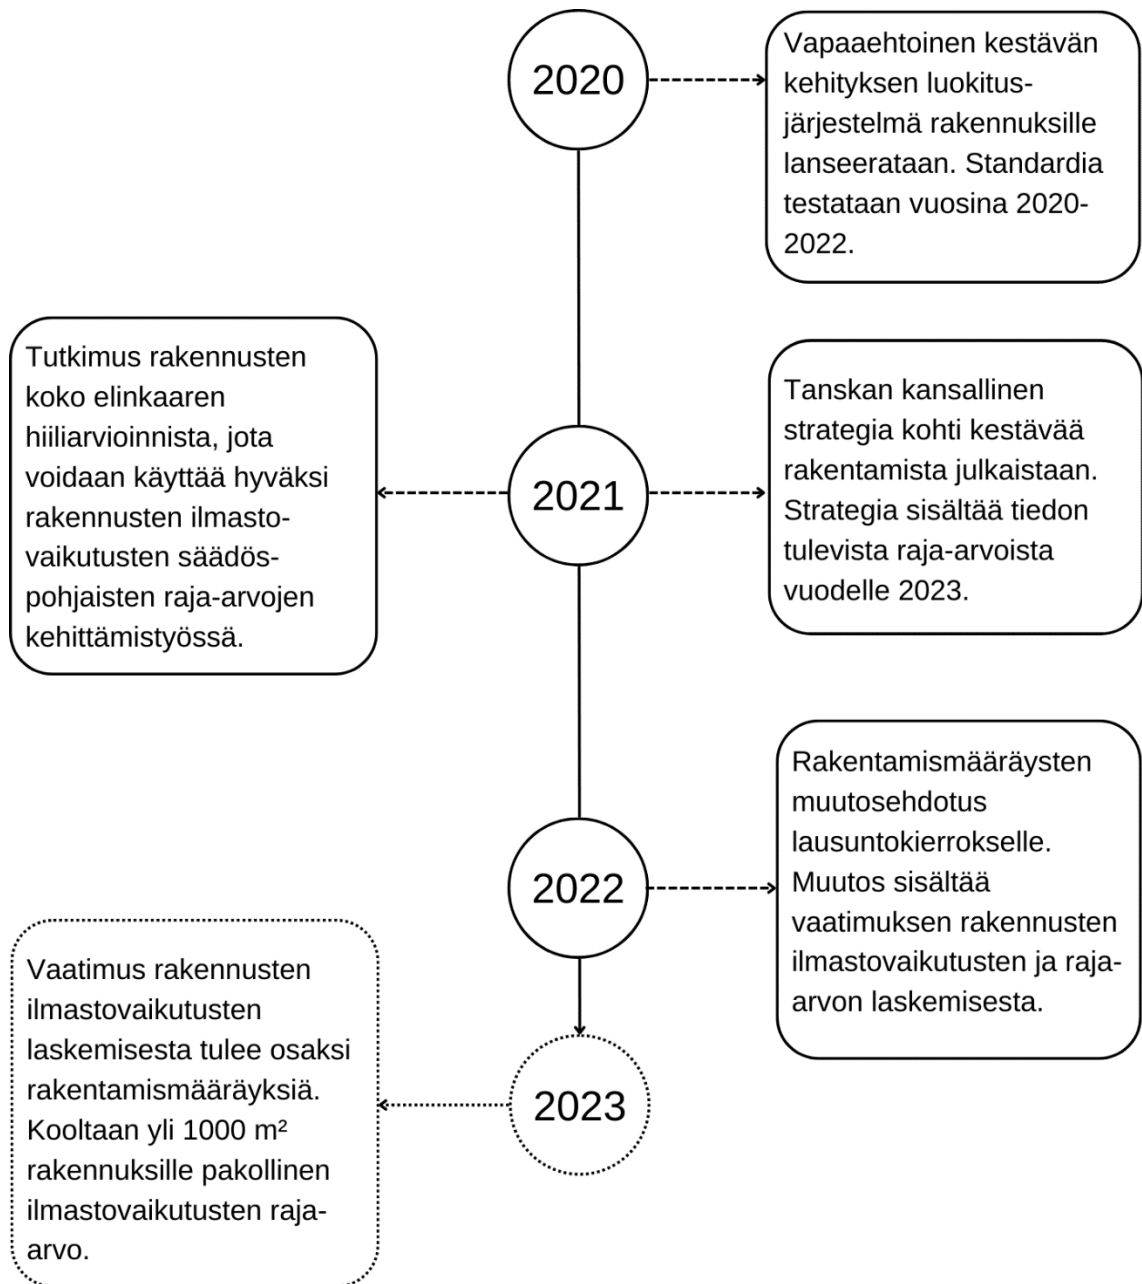 2020
Vapaaehtoinen kestävän
kehityksen luokitus-
järjestelmä rakennuksille
lanseerataan. Standardia
testataan vuosina 2020-
2022.
Tutkimus rakennusten
koko elinkaaren
hiiliarvioinnista, jota
voidaan käyttää hyväksi
rakennusten ilmasto-
vaikutusten säädös-
pohjaisten raja-arvojen
kehittämistyössä.
2021
Tanskan kansallinen
strategia kohti kestävää
rakentamista julkaistaan.
Strategia sisältää tiedon
tulevista raja-arvoista
vuodelle 2023.
2022
Rakentamismääräysten
muutosehdotus
lausuntokierrokselle.
Muutos sisältää
vaatimuksen rakennusten
ilmastovaikutusten ja raja-
arvon laskemisesta.
Vaatimus rakennusten
ilmastovaikutusten
laskemisesta tulee osaksi
rakentamismääräyksiä.
Kooltaan yli 1000 m²
rakennuksille pakollinen
ilmastovaikutusten raja-
arvo.
2023